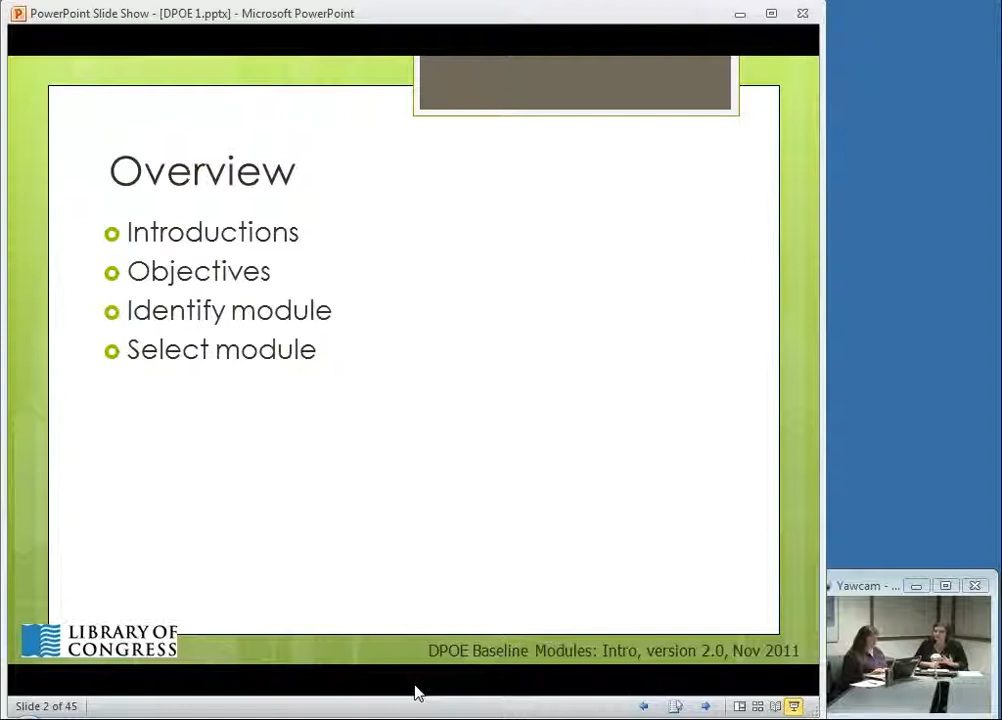 PowerPoint Slide Show - [DPOE 1.pptx] - Microsoft PowerPoint
Overview
Introductions
Objectives
Identify module
Select module
LIBRARY OF
CONGRESS
DPOE Baseline Modules: Intro, version 2.0, Nov 2011
Yawcam - ...
Slide 2 of 45